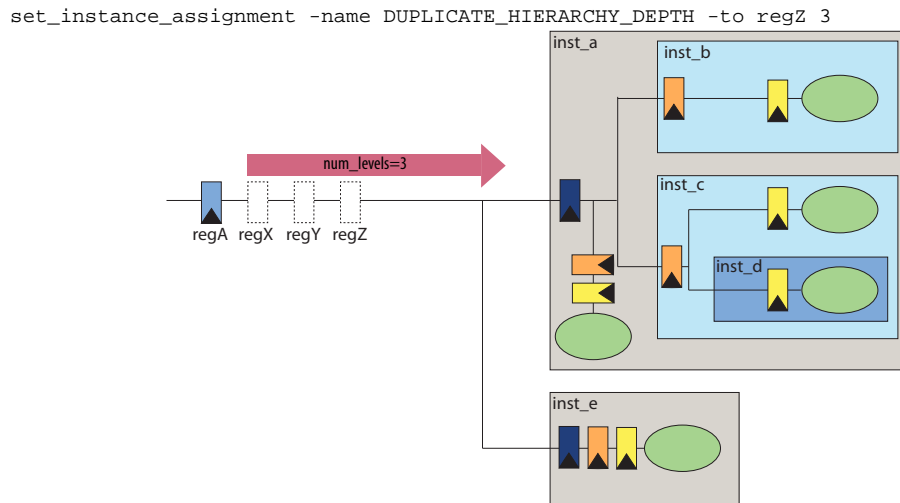 set_instance_assignment -name DUPLICATE_HIERARCHY_DEPTH -to regZ 3
inst_a
inst_b
num_levels=3
inst_c
regA
regX
regY
regZ
inst_d
inst_e